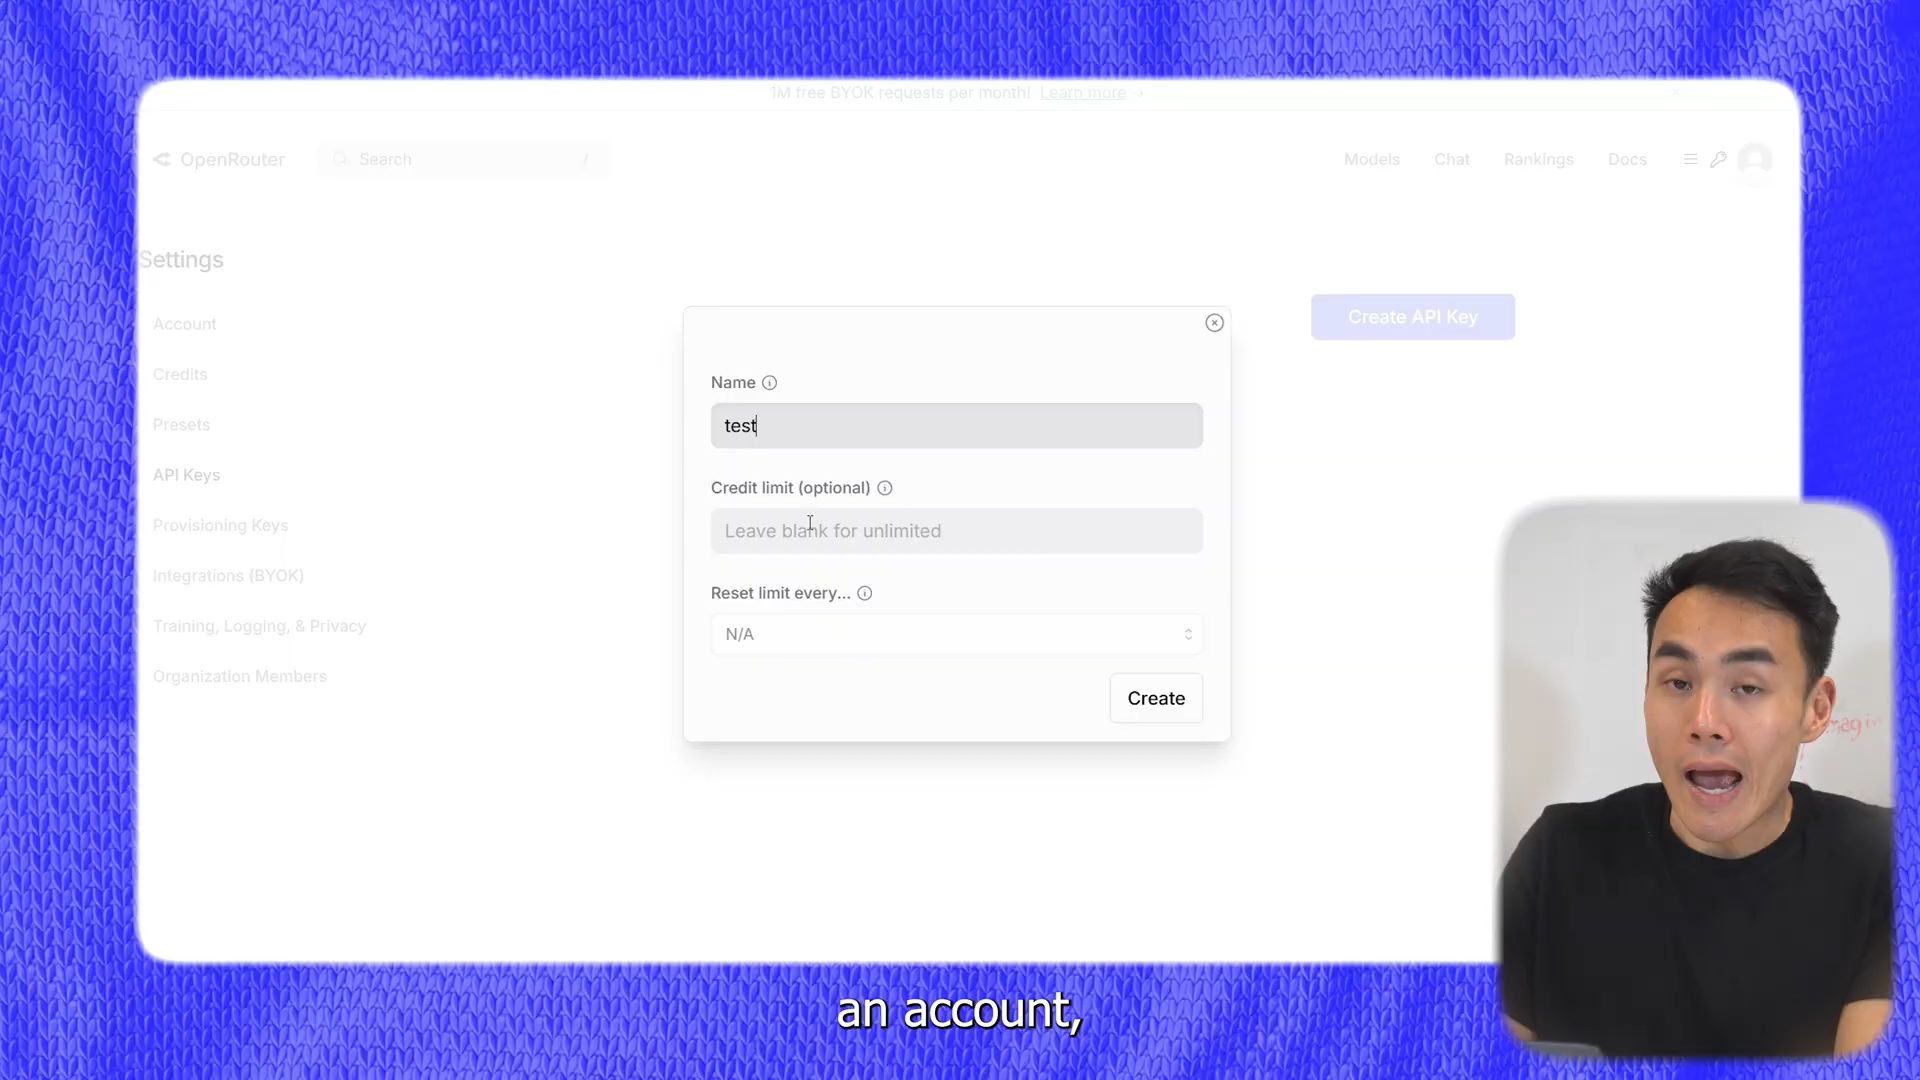 1M free BYOK requests per month! Learn more →
OpenRouter
Search
/
Models
Chat
Rankings
Docs
Settings
Account
Credits
Presets
API Keys
Provisioning Keys
Integrations (BYOK)
Training, Logging, & Privacy
Organization Members
Create API Key
Name
test
Credit limit (optional)
Leave blank for unlimited
Reset limit every...
N/A
Create
an account,